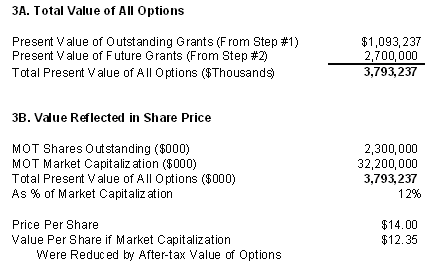 3A. Total Value of All Options
Present Value of Outstanding Grants (From Step #1) $1,093,237
Present Value of Future Grants (From Step #2) 2,700,000
Total Present Value of All Options ($Thousands) 3,793,237
3B. Value Reflected in Share Price
MOT Shares Outstanding ($000) 2,300,000
MOT Market Capitalization ($000) 32,200,000
Total Present Value of All Options ($000) 3,793,237
As % of Market Capitalization 12%
Price Per Share $14.00
Value Per Share if Market Capitalization $12.35
Were Reduced by After-tax Value of Options